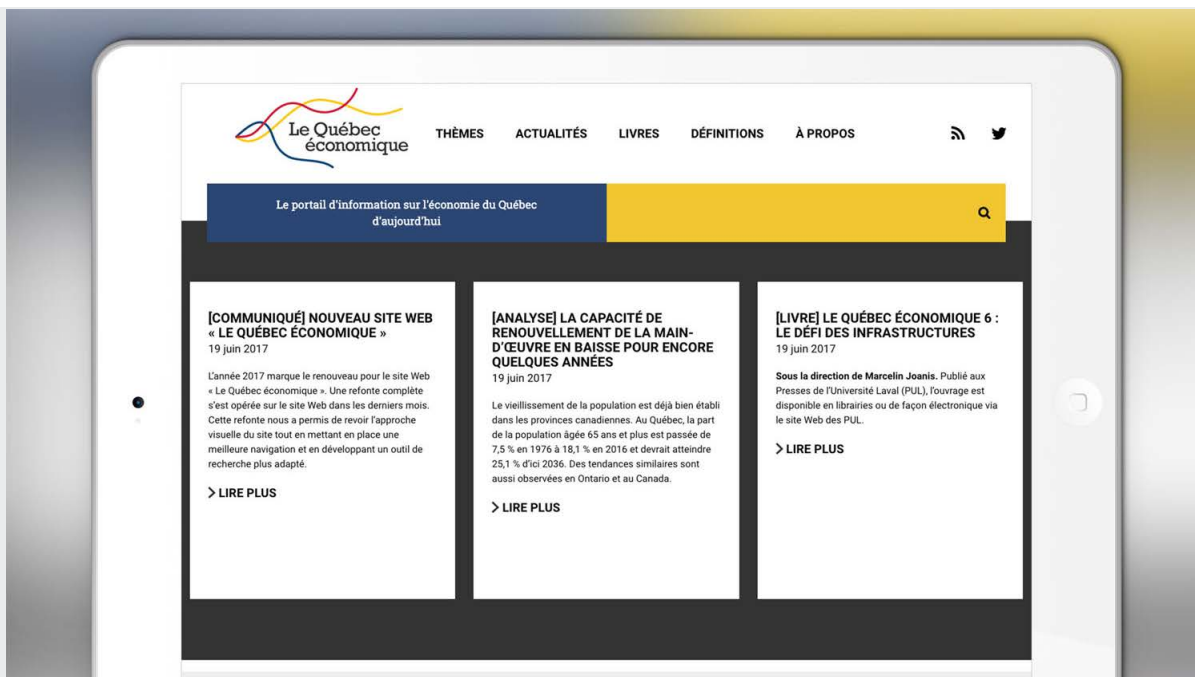 Le Québec
économique
THÈMES ACTUALITÉS LIVRES DÉFINITIONS À PROPOS
Le portail d'information sur l'économie du Québec
d'aujourd'hui
[COMMUNIQUÉ] NOUVEAU SITE WEB
« LE QUÉBEC ÉCONOMIQUE »
19 juin 2017
L'année 2017 marque le renouveau pour le site Web
« Le Québec économique ». Une refonte complète
s'est opérée sur le site Web dans les derniers mois.
Cette refonte nous a permis de revoir l'approche
visuelle du site tout en mettant en place une
meilleure navigation et en développant un outil de
recherche plus adapté.
LIRE PLUS
[ANALYSE] LA CAPACITÉ DE
RENOUVELLEMENT DE LA MAIN-
D'ŒUVRE EN BAISSE POUR ENCORE
QUELQUES ANNÉES
19 juin 2017
Le vieillissement de la population est déjà bien établi
dans les provinces canadiennes. Au Québec, la part
de la population âgée 65 ans et plus est passée de
7,5 % en 1976 à 18,1 % en 2016 et devrait atteindre
25,1 % d'ici 2036. Des tendances similaires sont
aussi observées en Ontario et au Canada.
LIRE PLUS
[LIVRE] LE QUÉBEC ÉCONOMIQUE 6 :
LE DÉFI DES INFRASTRUCTURES
19 juin 2017
Sous la direction de Marcelin Joanis. Publié aux
Presses de l'Université Laval (PUL), l'ouvrage est
disponible en librairies ou de façon électronique via
le site Web des PUL.
LIRE PLUS